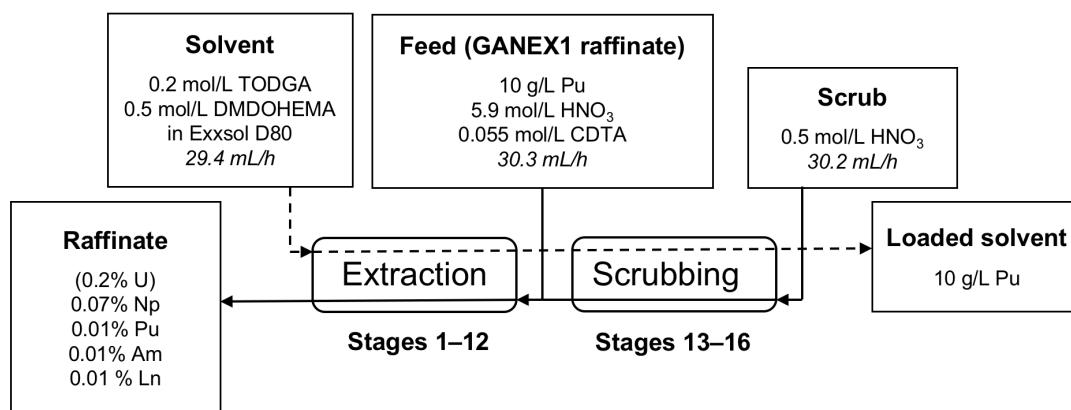 Solvent
0.2 mol/L TODGA
0.5 mol/L DMDOHEMA
in Exxsol D80
29.4 mL/h
Feed (GANEX1 raffinate)
10 g/L Pu
5.9 mol/L HNO₃
0.055 mol/L CDTA
30.3 mL/h
Scrub
0.5 mol/L HNO₃
30.2 mL/h
Raffinate
(0.2% U)
0.07% Np
0.01% Pu
0.01% Am
0.01 % Ln
Extraction
Stages 1–12
Scrubbing
Stages 13–16
Loaded solvent
10 g/L Pu